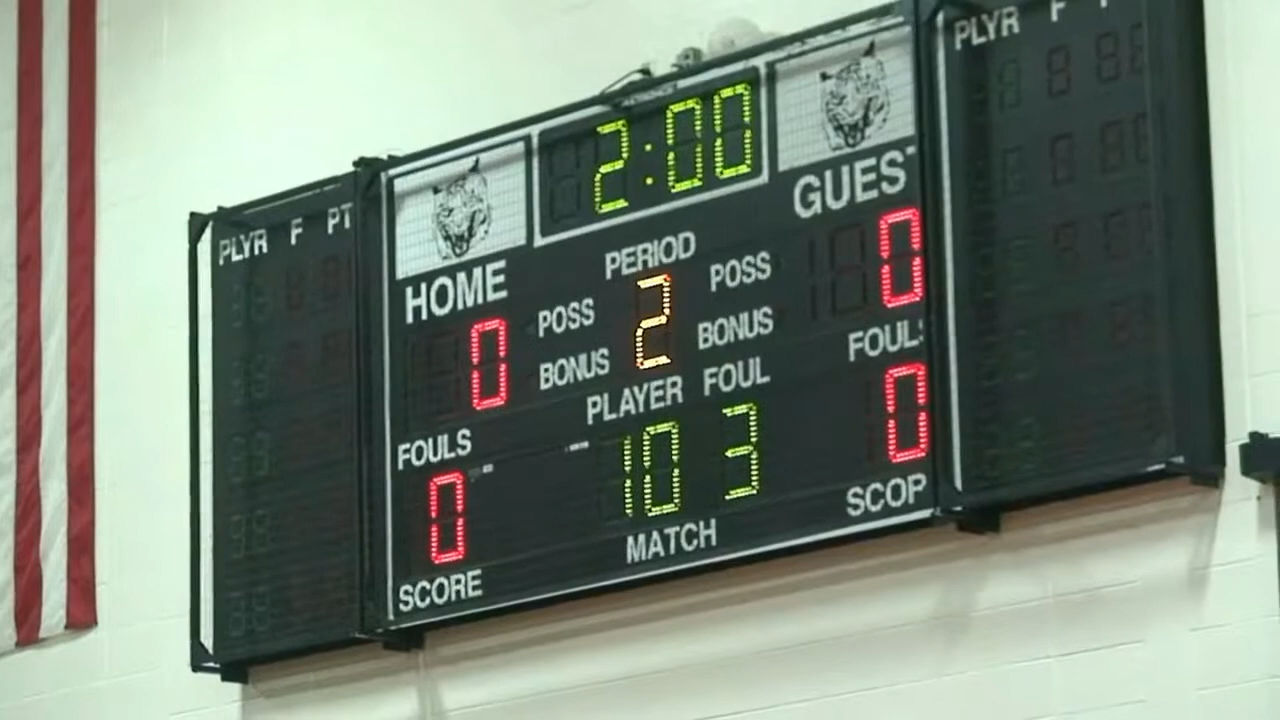 PLYR F PT
2:00
PLYR F
HOME
GUEST
PERIOD
0 POSS 2 POSS 0
BONUS BONUS
FOULS PLAYER FOUL FOULS
0 10 3 0
SCORE MATCH SCOR